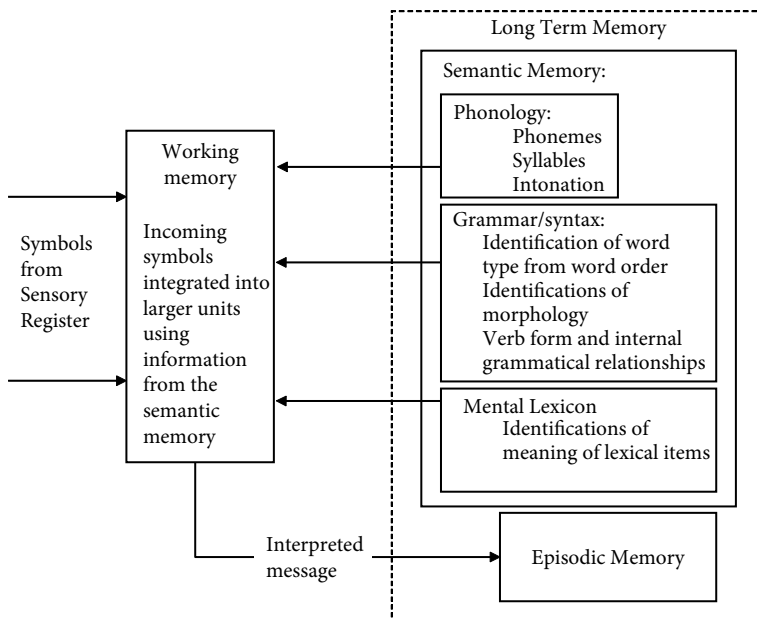 Long Term Memory
Semantic Memory:
Phonology:
Phonemes
Syllables
Intonation
Working
memory
Incoming
symbols
integrated into
larger units
using
information
from the
semantic
memory
Symbols
from
Sensory
Register
Grammar/syntax:
Identification of word
type from word order
Identifications of
morphology
Verb form and internal
grammatical relationships
Mental Lexicon
Identifications of
meaning of lexical items
Interpreted
message
Episodic Memory